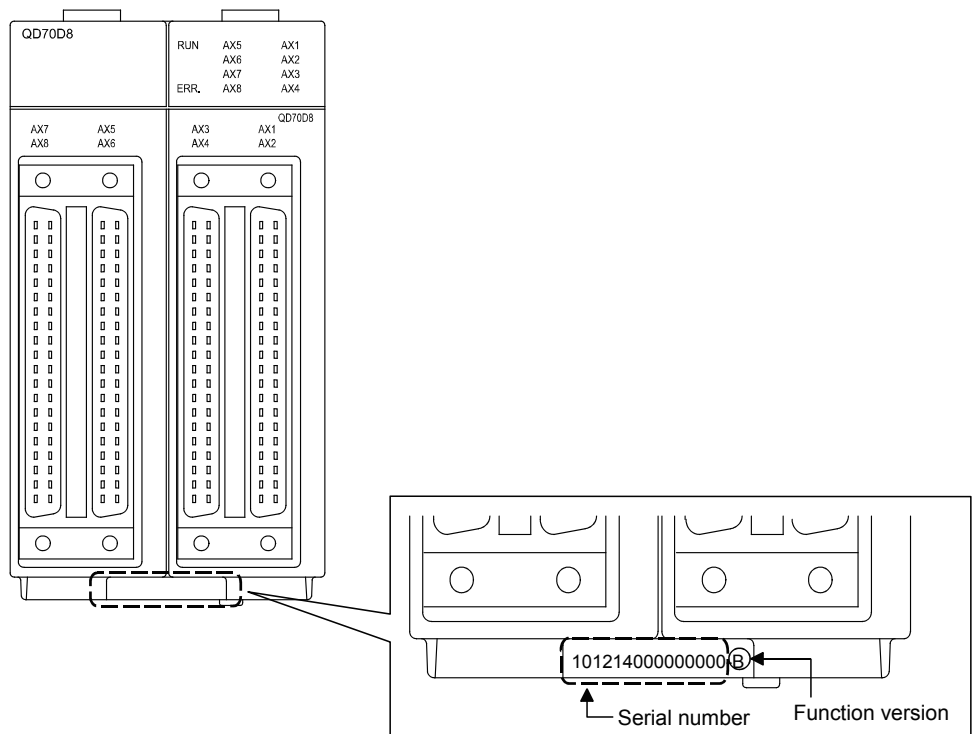 QD70D8
RUN AX5 AX1
AX6 AX2
AX7 AX3
ERR. AX8 AX4
QD70D8
AX7 AX5 AX3 AX1
AX8 AX6 AX4 AX2
101214000000000 B
Serial number
Function version